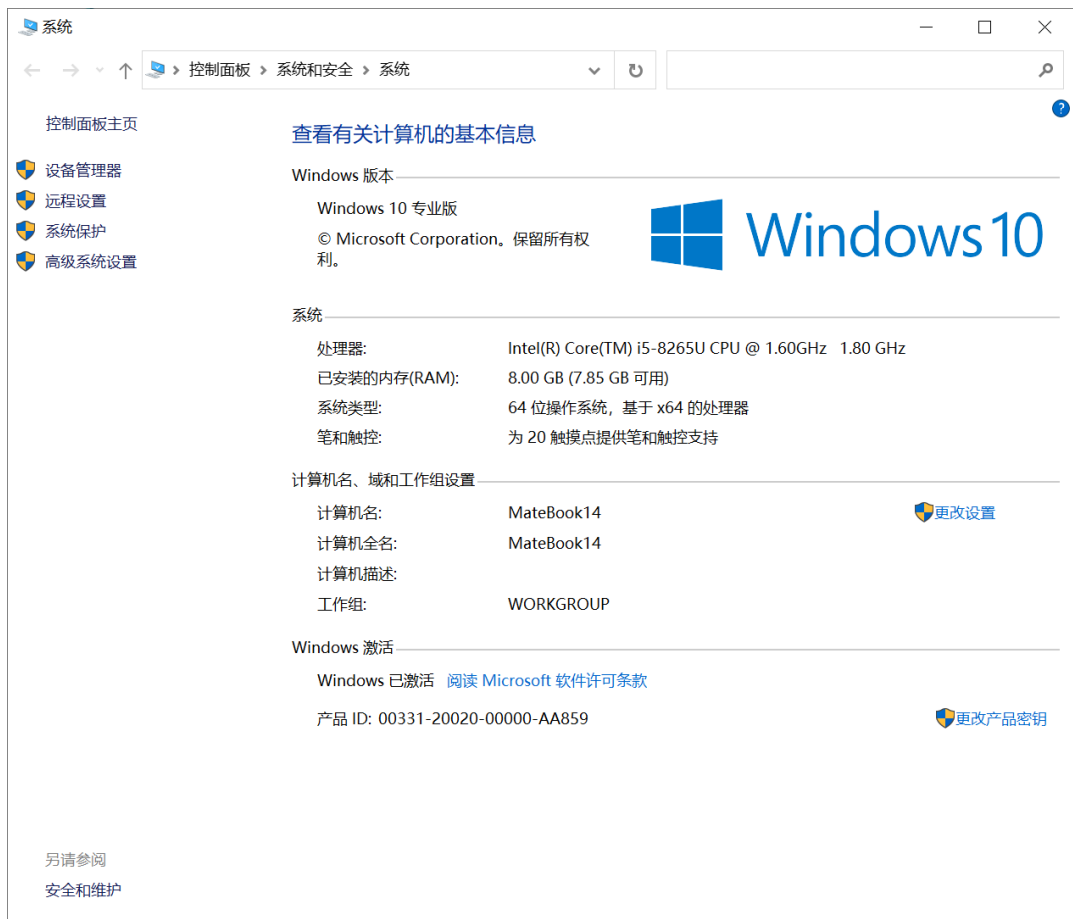 系统
控制面板 系统和安全 系统
控制面板主页
设备管理器
远程设置
系统保护
高级系统设置
查看有关计算机的基本信息
Windows 版本
Windows 10 专业版
© Microsoft Corporation。保留所有权
利。
Windows 10
系统
处理器: Intel(R) Core(TM) i5-8265U CPU @ 1.60GHz 1.80 GHz
已安装的内存(RAM): 8.00 GB (7.85 GB 可用)
系统类型: 64 位操作系统，基于 x64 的处理器
笔和触控: 为 20 触摸点提供笔和触控支持
计算机名、域和工作组设置
计算机名: MateBook14 更改设置
计算机全名: MateBook14
计算机描述:
工作组: WORKGROUP
Windows 激活
Windows 已激活 阅读 Microsoft 软件许可条款
产品 ID: 00331-20020-00000-AA859 更改产品密钥
另请参阅
安全和维护